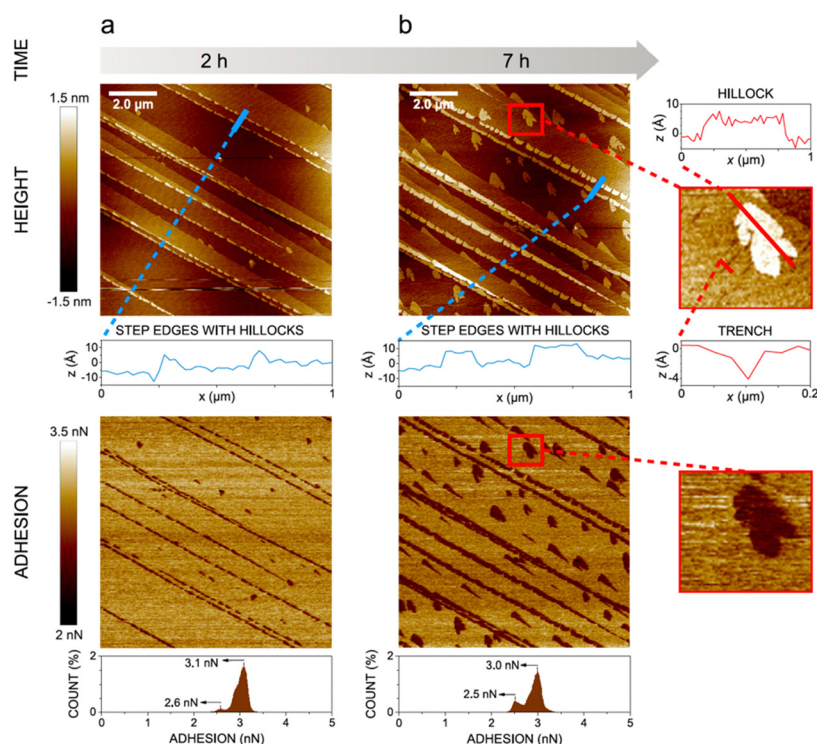 a
b
TIME
2 h
7 h
HEIGHT
1.5 nm
-1.5 nm
2.0 µm
2.0 µm
HILLOCK
z (Å)
10
0
0
x (µm)
1
STEP EDGES WITH HILLOCKS
z (Å)
10
0
-10
0
x (µm)
1
STEP EDGES WITH HILLOCKS
z (Å)
10
0
-10
0
x (µm)
1
TRENCH
z (Å)
0
-4
0
x (µm)
0.2
ADHESION
3.5 nN
2 nN
COUNT (%)
2
1
0
3.1 nN
2.6 nN
0
1
2
3
4
5
ADHESION (nN)
COUNT (%)
2
1
0
3.0 nN
2.5 nN
0
1
2
3
4
5
ADHESION (nN)